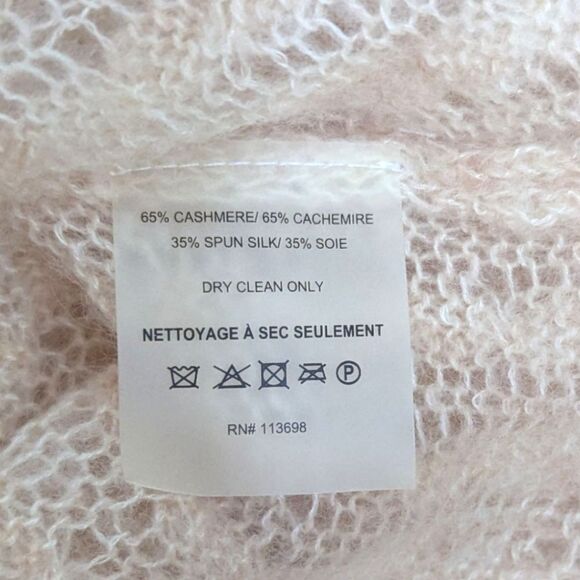 65% CASHMERE/ 65% CACHEMIRE
35% SPUN SILK/ 35% SOIE
DRY CLEAN ONLY
NETTOYAGE À SEC SEULEMENT
P
RN# 113698